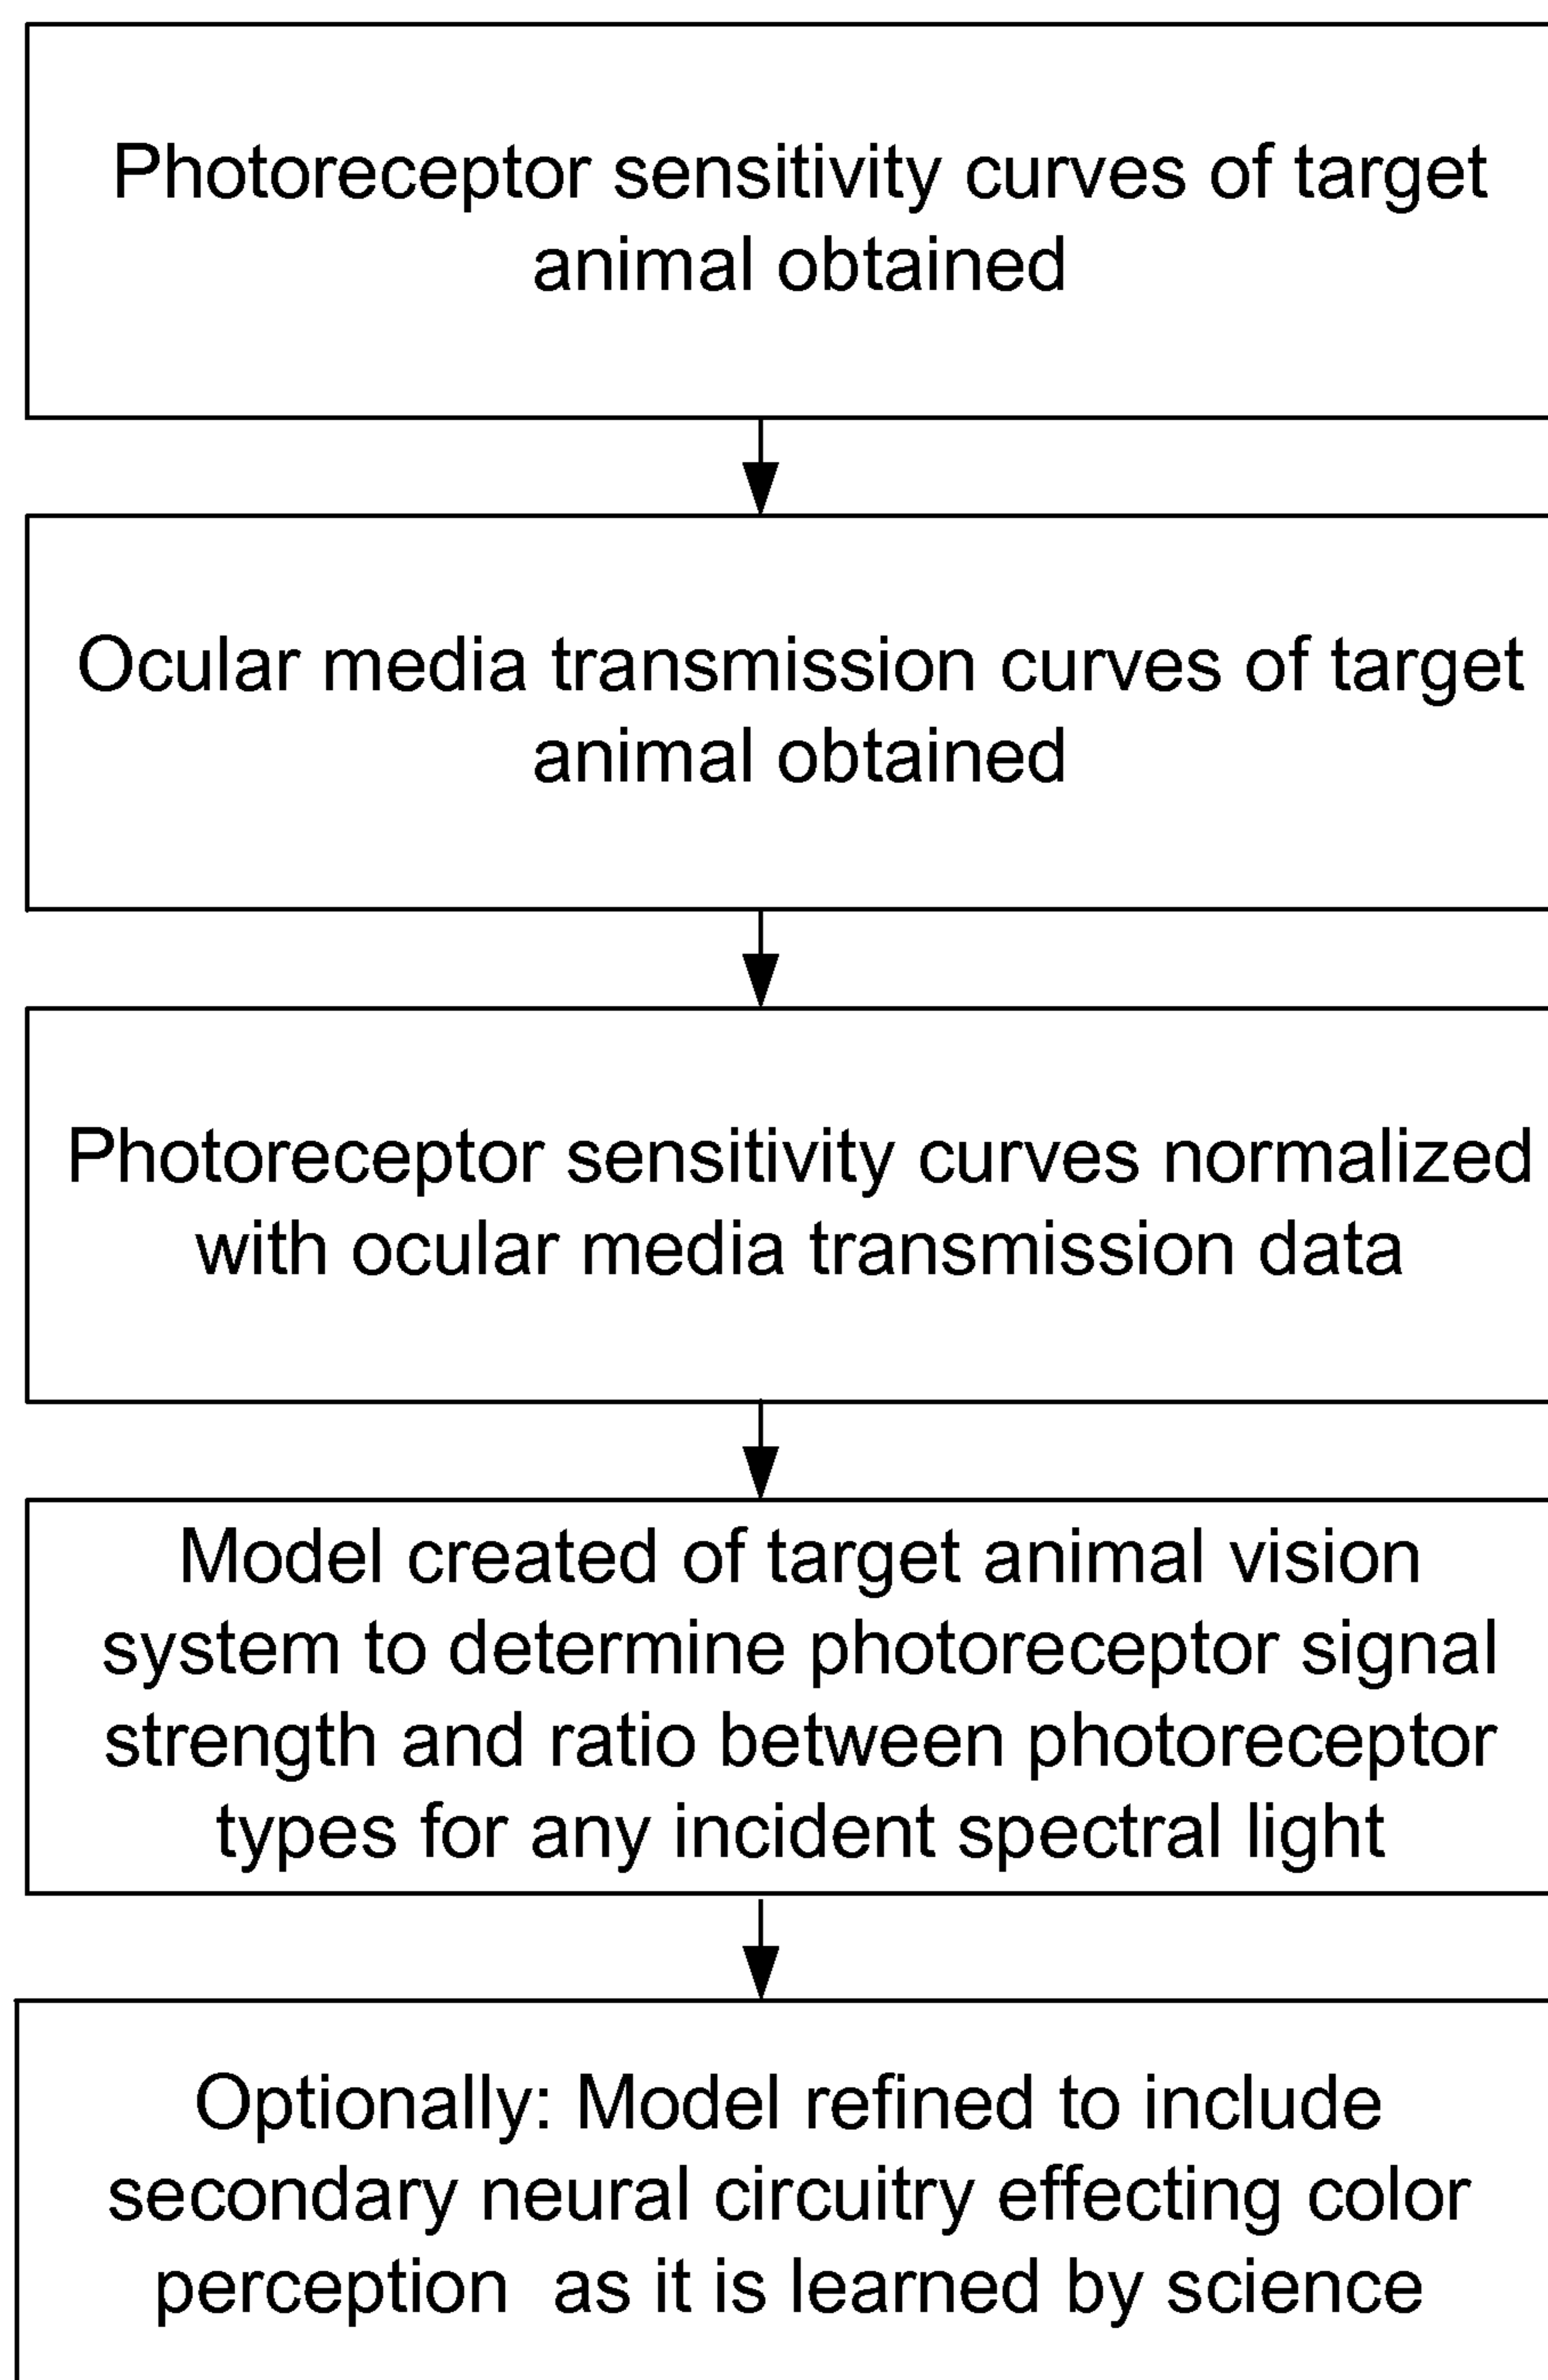 Photoreceptor sensitivity curves of target
animal obtained
Ocular media transmission curves of target
animal obtained
Photoreceptor sensitivity curves normalized
with ocular media transmission data
Model created of target animal vision
system to determine photoreceptor signal
strength and ratio between photoreceptor
types for any incident spectral light
Optionally: Model refined to include
secondary neural circuitry effecting color
perception  as it is learned by science